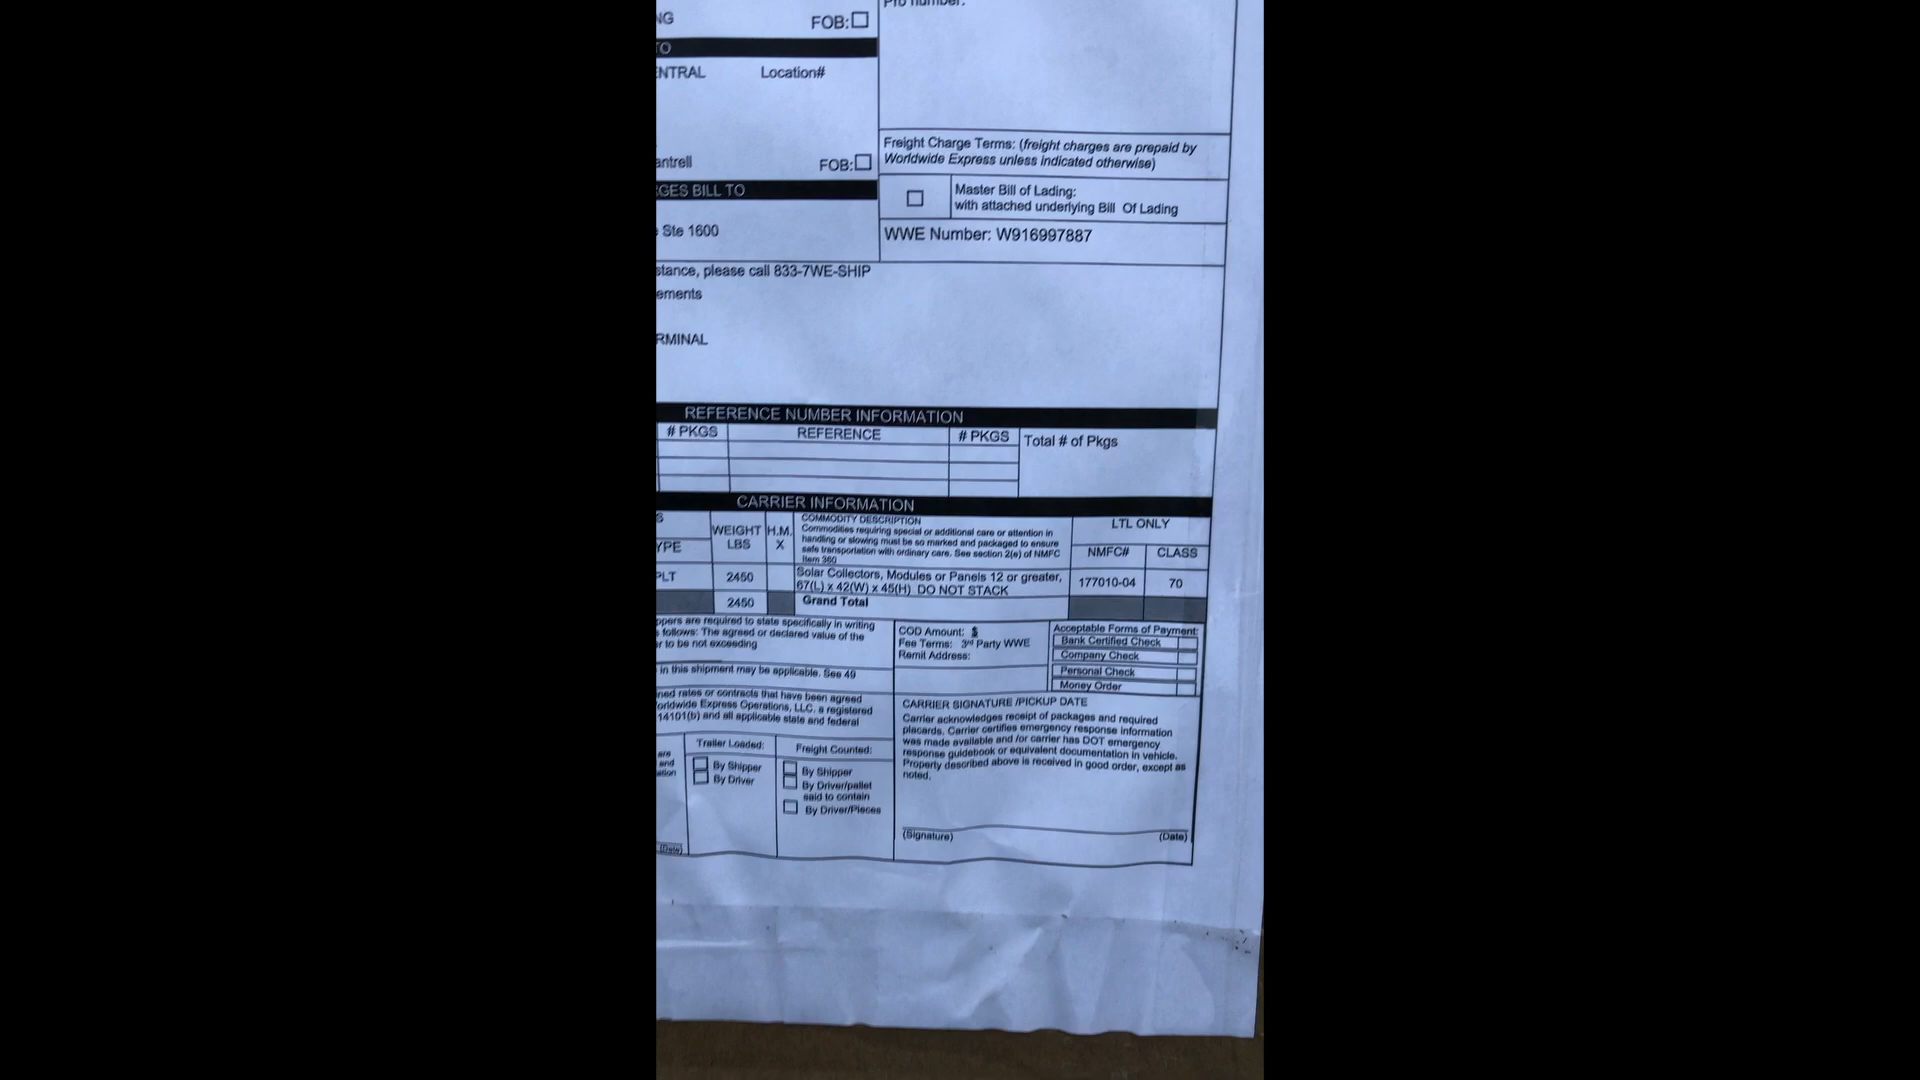 NG FOB:
Pro number:
TO
ENTRAL Location#
Freight Charge Terms: (freight charges are prepaid by
Worldwide Express unless indicated otherwise)
antrell FOB:
GES BILL TO
Master Bill of Lading:
with attached underlying Bill Of Lading
Ste 1600
WWE Number: W916997887
stance, please call 833-7WE-SHIP
ements
RMINAL
REFERENCE NUMBER INFORMATION
# PKGS REFERENCE # PKGS Total # of Pkgs
CARRIER INFORMATION
S
YPE
WEIGHT
LBS
H.M.
X
COMMODITY DESCRIPTION
Commodities requiring special or additional care or attention in
handling or stowing must be so marked and packaged to ensure
safe transportation with ordinary care. See section 2(e) of NMFC
Item 360
LTL ONLY
NMFC# CLASS
PLT 2450
Solar Collectors, Modules or Panels 12 or greater,
67(L) x 42(W) x 45(H) DO NOT STACK
177010-04 70
2450 Grand Total
ppers are required to state specifically in writing
follows: The agreed or declared value of the
r to be not exceeding
in this shipment may be applicable. See 49
COD Amount: $
Fee Terms: 3rd Party WWE
Remit Address:
Acceptable Forms of Payment:
Bank Certified Check
Company Check
Personal Check
Money Order
ned rates or contracts that have been agreed
orldwide Express Operations, LLC, a registered
14101(b) and all applicable state and federal
CARRIER SIGNATURE /PICKUP DATE
Carrier acknowledges receipt of packages and required
placards. Carrier certifies emergency response information
was made available and /or carrier has DOT emergency
response guidebook or equivalent documentation in vehicle.
Property described above is received in good order, except as
noted.
are
and
ation
Trailer Loaded:
By Shipper
By Driver
Freight Counted:
By Shipper
By Driver/pallet
said to contain
By Driver/Pieces
(Date)
(Signature) (Date)